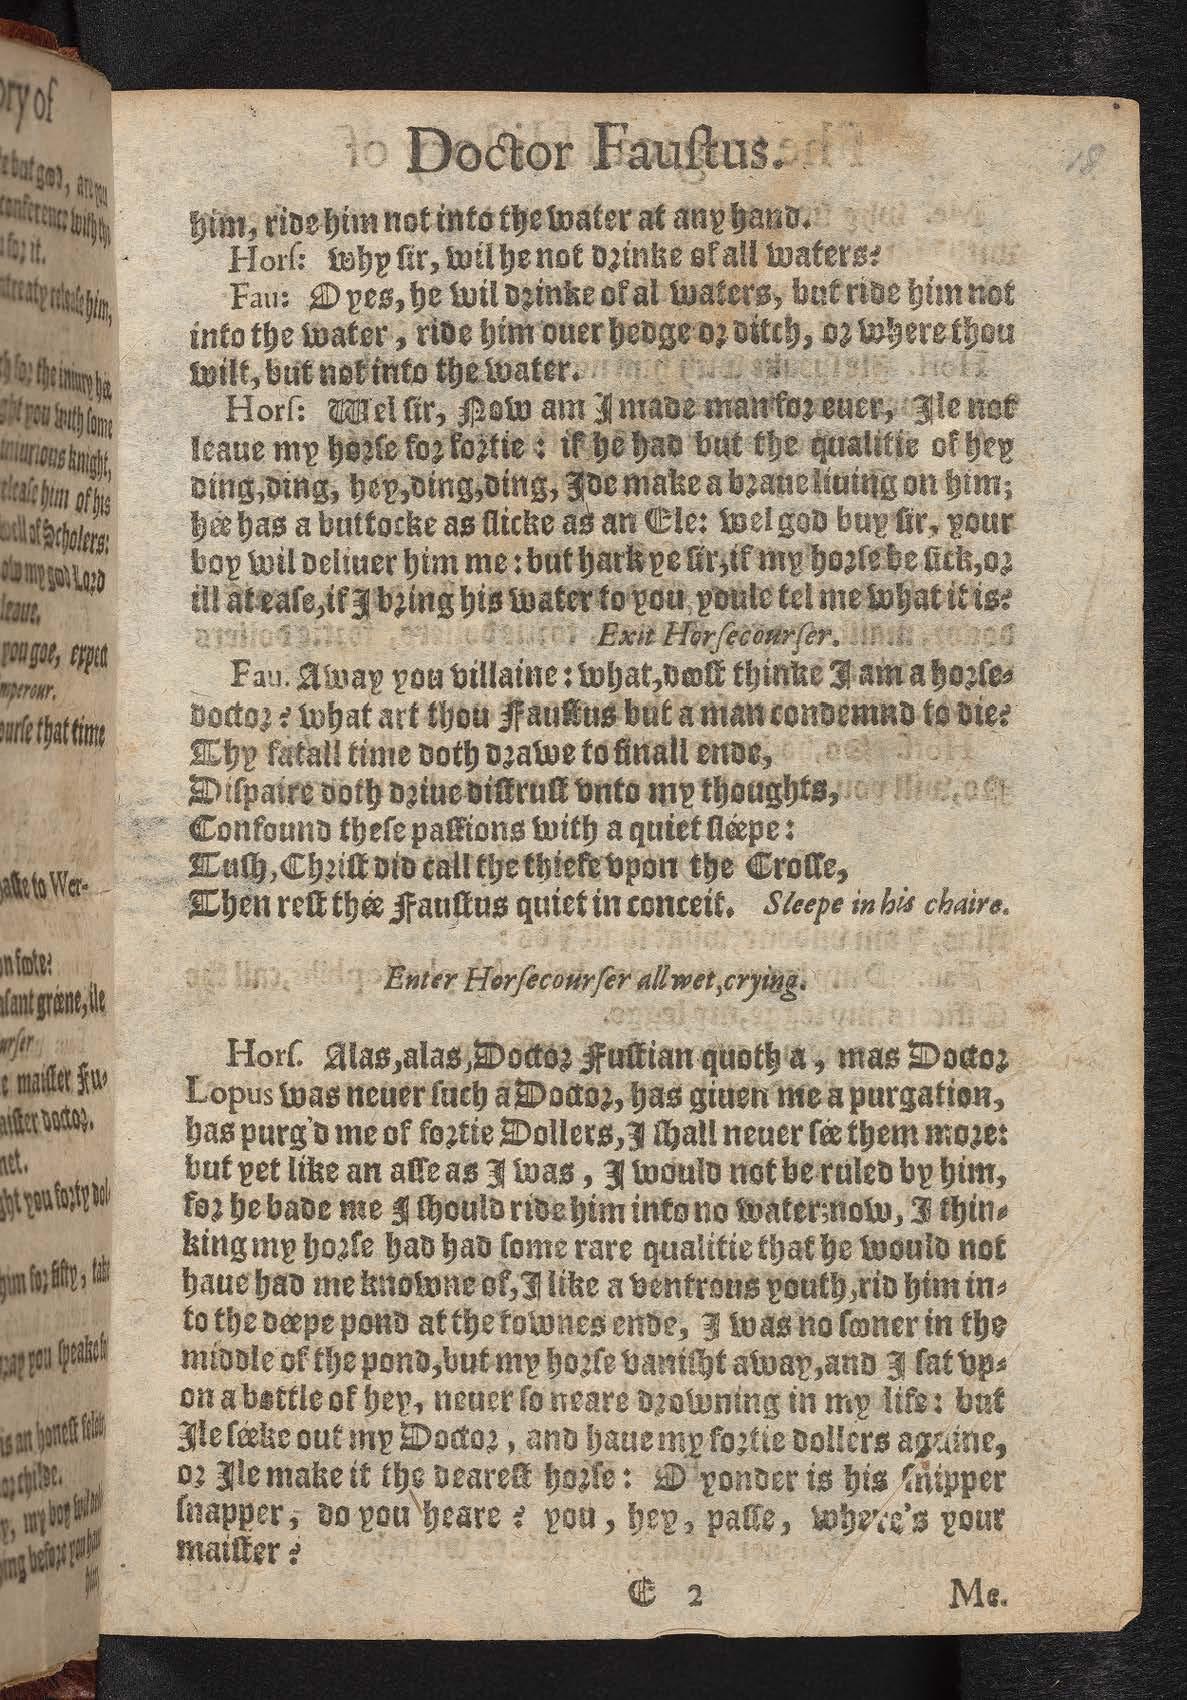 Doctor Fauſtus.
18
him, ride him not into the water at any hand.
Horſ: why ſir, wil he not drinke of all waters?
Fau: O yes, he wil drinke of al waters, but ride him not
into the water, ride him ouer hedge or ditch, or where thou
wilt, but not into the water.
Horſ: Wel ſir, Now am I made man for euer, Ile not
leaue my horſe for fortie: if he had but the qualitie of hey
ding,ding, hey,ding,ding, Ide make a braue liuing on him;
hee has a buttocke as ſlicke as an Ele: wel god buy ſir, your
boy wil deliuer him me: but hark ye ſir, if my horſe be ſick, or
ill at eaſe, if I bring his water to you youle tel me what it is?
Exit Horſecourſer.
Fau. Away you villaine: what, dooſt thinke I am a horſe-
doctor? what art thou Fauſtus but a man condemnd to die?
Thy fatall time doth drawe to finall ende,
Diſpaire doth driue diſtruſt vnto my thoughts,
Confound theſe paſſions with a quiet ſleepe:
Tuſh, Chriſt did call the thiefe vpon the Croſſe,
Then reſt thee Fauſtus quiet in conceit. Sleepe in his chaire.
Enter Horſecourſer all wet, crying.
Horſ. Alas, alas, Doctor Fuſtian quoth a, mas Doctor
Lopus was neuer ſuch a Doctor, has giuen me a purgation,
has purg'd me of fortie Dollers, I ſhall neuer ſee them more:
but yet like an aſſe as I was, I would not be ruled by him,
for he bade me I ſhould ride him into no water; now, I thin-
king my horſe had had ſome rare qualitie that he would not
haue had me knowne of, I like a ventrous youth, rid him in-
to the deepe pond at the townes ende, I was no ſooner in the
middle of the pond, but my horſe vaniſht away, and I ſat vp-
on a bottle of hey, neuer ſo neare drowning in my life: but
Ile ſeeke out my Doctor, and haue my fortie dollers againe,
or Ile make it the deareſt horſe: O yonder is his ſnipper
ſnapper, do you heare? you, hey, paſſe, where's your
maiſter?
E 2 Me.